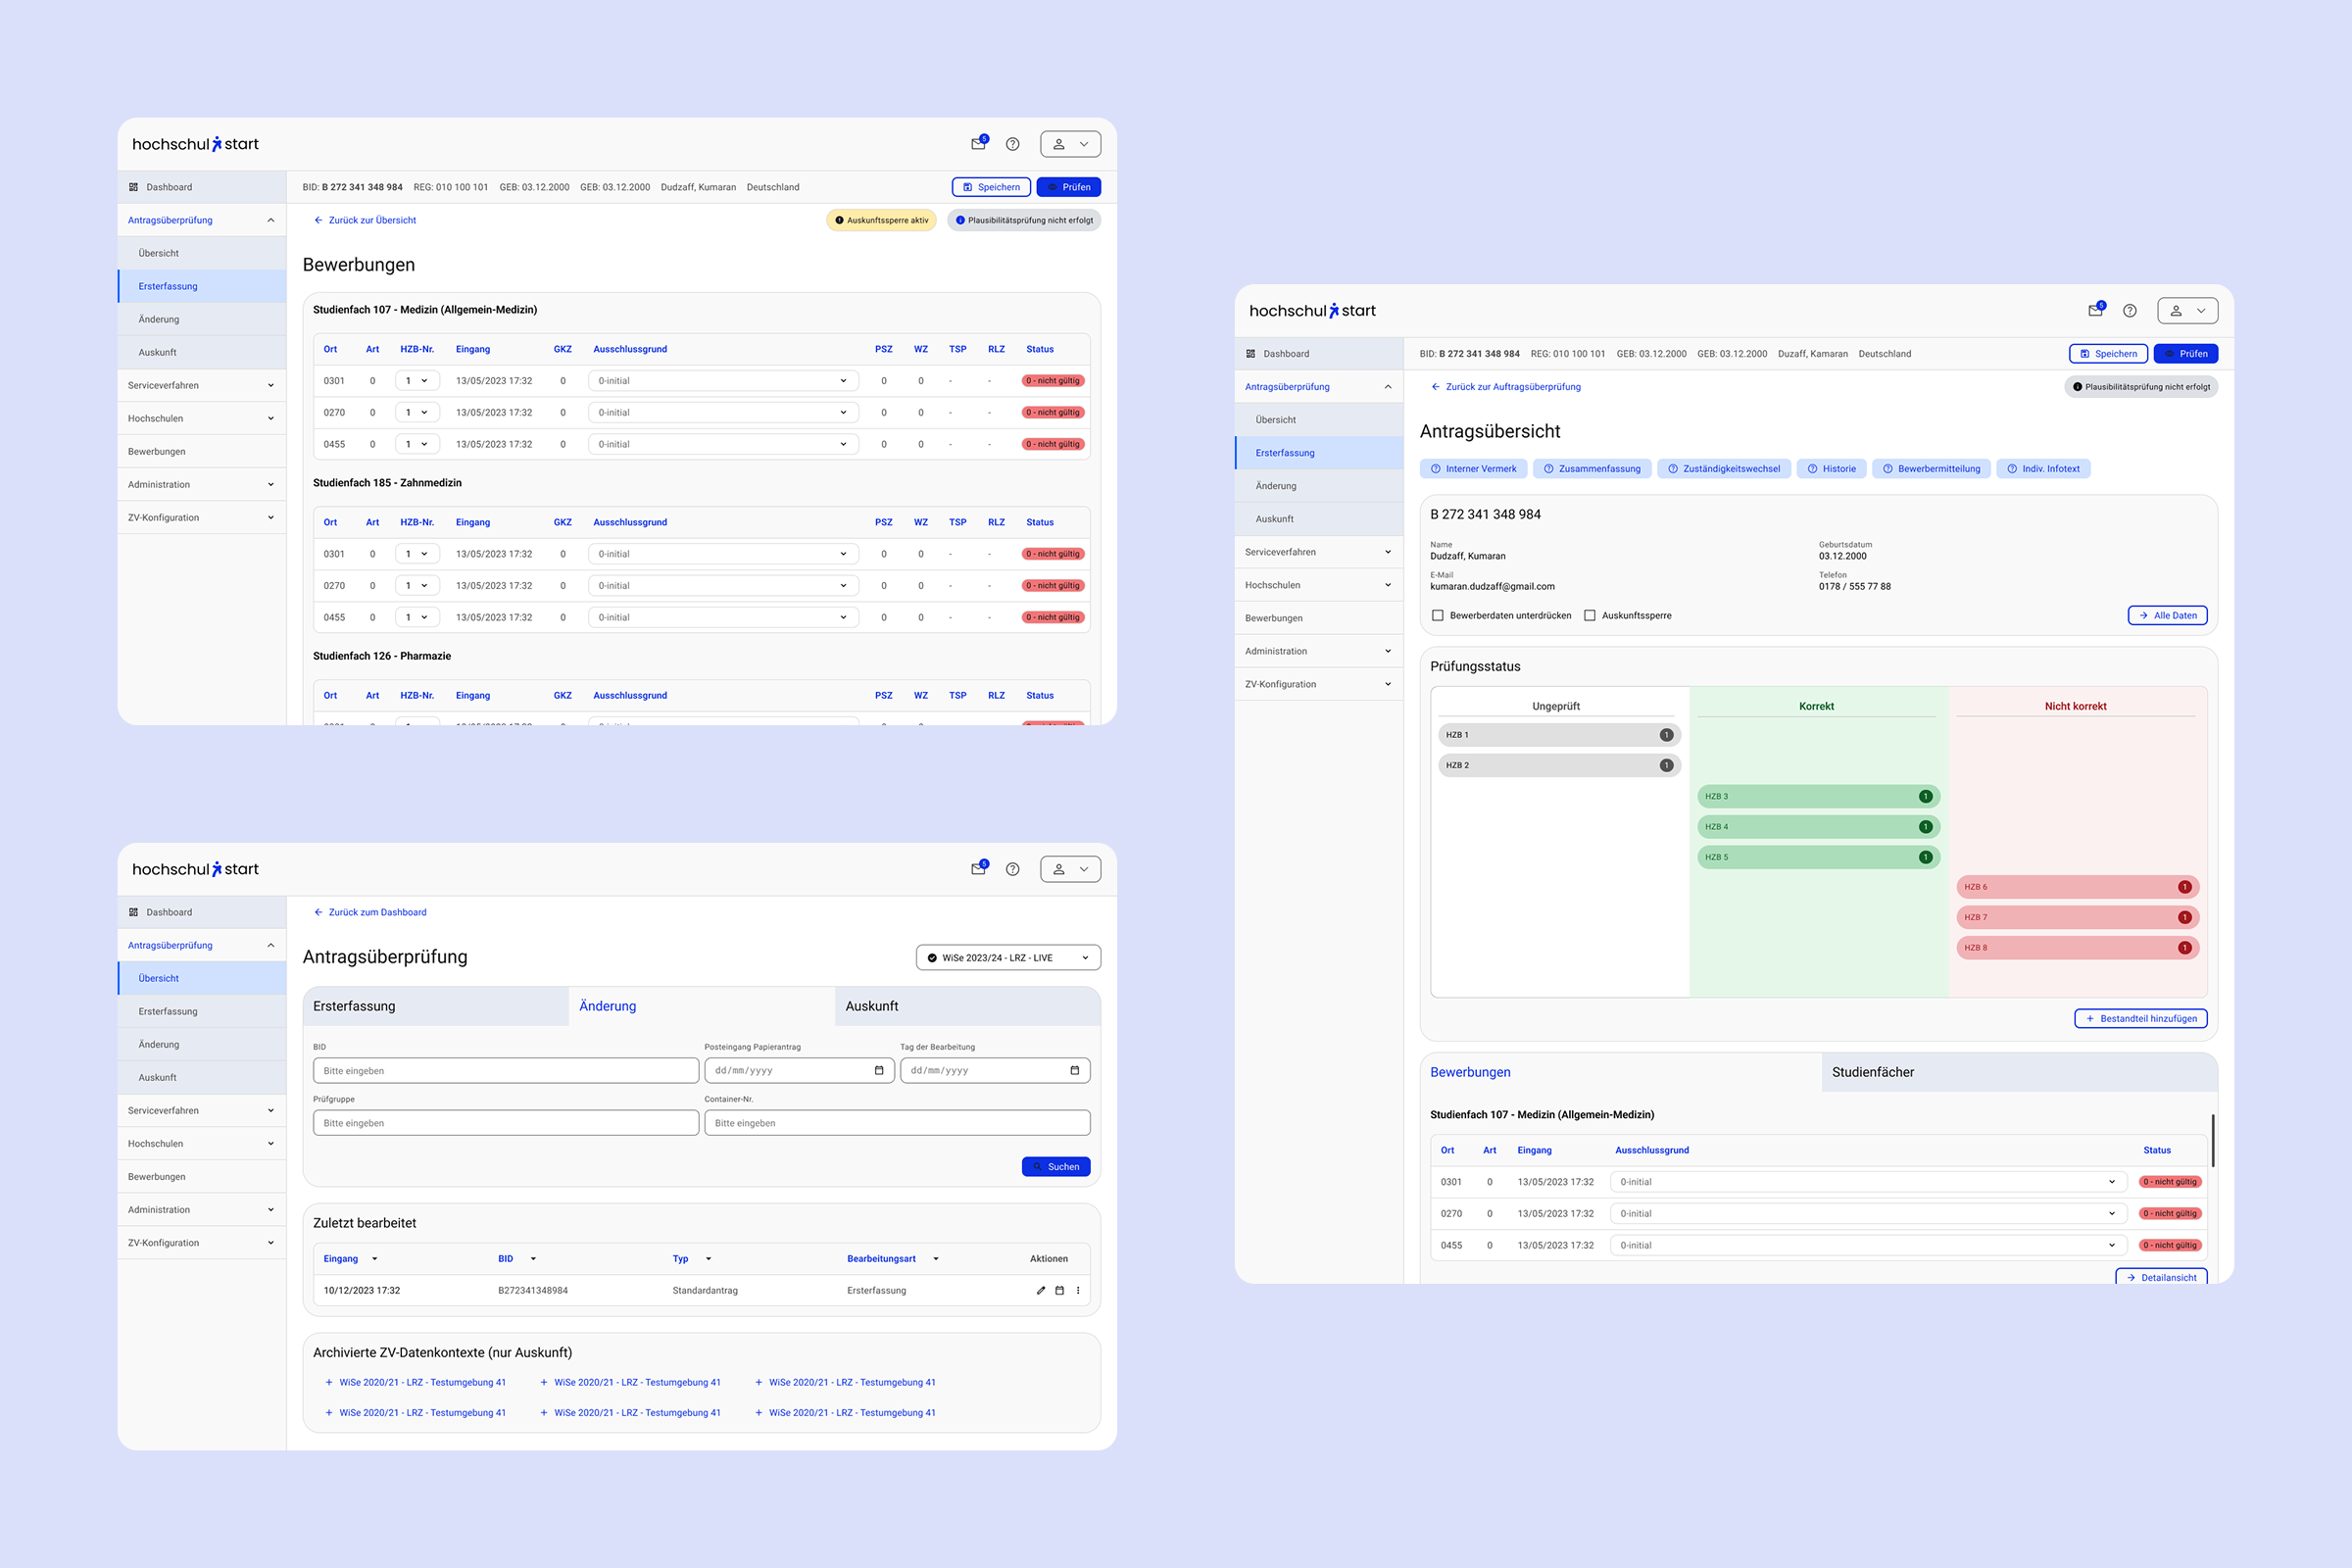 hochschul start
5
Dashboard
Antragsüberprüfung
Übersicht
Ersterfassung
Änderung
Auskunft
Serviceverfahren
Hochschulen
Bewerbungen
Administration
ZV-Konfiguration
BID: B 272 341 348 984 REG: 010 100 101 GEB: 03.12.2000 GEB: 03.12.2000 Dudzaff, Kumaran Deutschland
Speichern Prüfen
Zurück zur Übersicht
Auskunftssperre aktiv Plausibilitätsprüfung nicht erfolgt
Bewerbungen
Studienfach 107 - Medizin (Allgemein-Medizin)
Ort Art HZB-Nr. Eingang GKZ Ausschlussgrund PSZ WZ TSP RLZ Status
0301 0 1 13/05/2023 17:32 0 0-initial 0 0 - - 0 - nicht gültig
0270 0 1 13/05/2023 17:32 0 0-initial 0 0 - - 0 - nicht gültig
0455 0 1 13/05/2023 17:32 0 0-initial 0 0 - - 0 - nicht gültig
Studienfach 185 - Zahnmedizin
Ort Art HZB-Nr. Eingang GKZ Ausschlussgrund PSZ WZ TSP RLZ Status
0301 0 1 13/05/2023 17:32 0 0-initial 0 0 - - 0 - nicht gültig
0270 0 1 13/05/2023 17:32 0 0-initial 0 0 - - 0 - nicht gültig
0455 0 1 13/05/2023 17:32 0 0-initial 0 0 - - 0 - nicht gültig
Studienfach 126 - Pharmazie
Ort Art HZB-Nr. Eingang GKZ Ausschlussgrund PSZ WZ TSP RLZ Status
hochschul start
5
Dashboard
Antragsüberprüfung
Übersicht
Ersterfassung
Änderung
Auskunft
Serviceverfahren
Hochschulen
Bewerbungen
Administration
ZV-Konfiguration
Zurück zum Dashboard
Antragsüberprüfung
WiSe 2023/24 - LRZ - LIVE
Ersterfassung Änderung Auskunft
BID Posteingang Papierantrag Tag der Bearbeitung
Bitte eingeben dd/mm/yyyy dd/mm/yyyy
Prüfgruppe Container-Nr.
Bitte eingeben Bitte eingeben
Suchen
Zuletzt bearbeitet
Eingang BID Typ Bearbeitungsart Aktionen
10/12/2023 17:32 B272341348984 Standardantrag Ersterfassung
Archivierte ZV-Datenkontexte (nur Auskunft)
+ WiSe 2020/21 - LRZ - Testumgebung 41 + WiSe 2020/21 - LRZ - Testumgebung 41 + WiSe 2020/21 - LRZ - Testumgebung 41
+ WiSe 2020/21 - LRZ - Testumgebung 41 + WiSe 2020/21 - LRZ - Testumgebung 41 + WiSe 2020/21 - LRZ - Testumgebung 41
hochschul start
5
Dashboard
Antragsüberprüfung
Übersicht
Ersterfassung
Änderung
Auskunft
Serviceverfahren
Hochschulen
Bewerbungen
Administration
ZV-Konfiguration
BID: B 272 341 348 984 REG: 010 100 101 GEB: 03.12.2000 GEB: 03.12.2000 Duzaff, Kamaran Deutschland
Speichern Prüfen
Zurück zur Auftragsüberprüfung
Plausibilitätsprüfung nicht erfolgt
Antragsübersicht
Interner Vermerk Zusammenfassung Zuständigkeitswechsel Historie Bewerbermitteilung Indiv. Infotext
B 272 341 348 984
Name Geburtsdatum
Dudzaff, Kumaran 03.12.2000
E-Mail Telefon
kumaran.dudzaff@gmail.com 0178 / 555 77 88
Bewerberdaten unterdrücken Auskunftssperre Alle Daten
Prüfungsstatus
Ungeprüft Korrekt Nicht korrekt
HZB 1 1
HZB 2 1
HZB 3 1
HZB 4 1
HZB 5 1
HZB 6 1
HZB 7 1
HZB 8 1
+ Bestandteil hinzufügen
Bewerbungen Studienfächer
Studienfach 107 - Medizin (Allgemein-Medizin)
Ort Art Eingang Ausschlussgrund Status
0301 0 13/05/2023 17:32 0-initial 0 - nicht gültig
0270 0 13/05/2023 17:32 0-initial 0 - nicht gültig
0455 0 13/05/2023 17:32 0-initial 0 - nicht gültig
Detailansicht